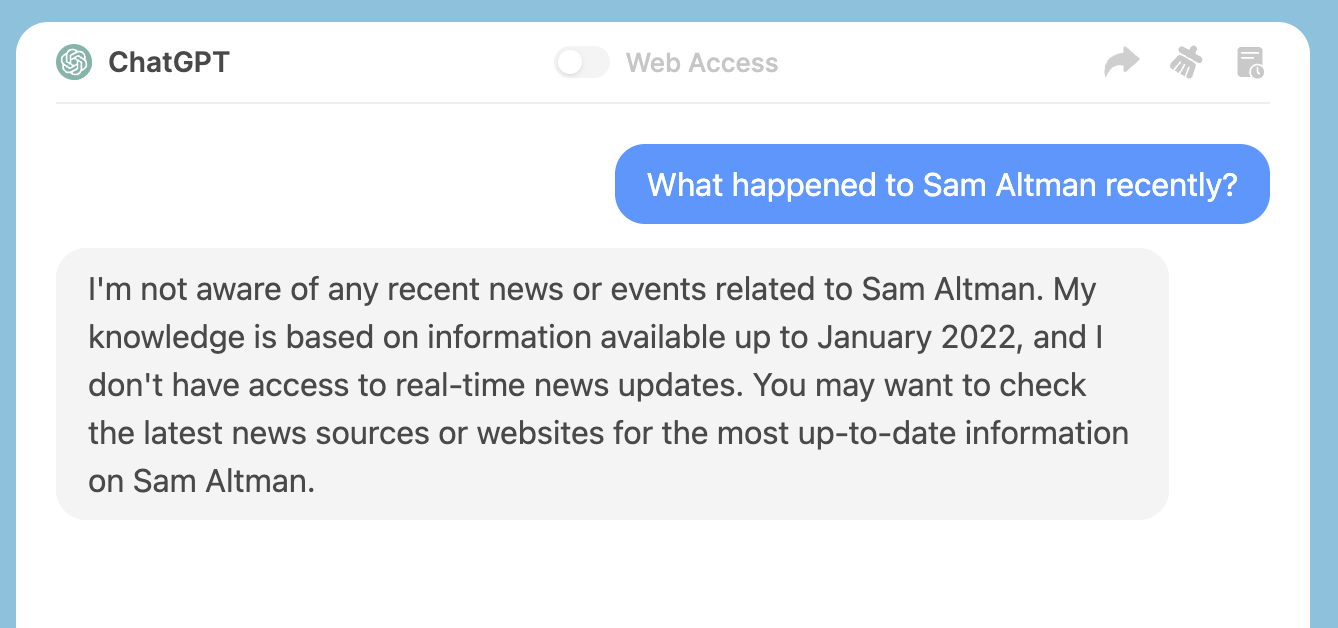 ChatGPT
Web Access
What happened to Sam Altman recently?
I'm not aware of any recent news or events related to Sam Altman. My
knowledge is based on information available up to January 2022, and I
don't have access to real-time news updates. You may want to check
the latest news sources or websites for the most up-to-date information
on Sam Altman.